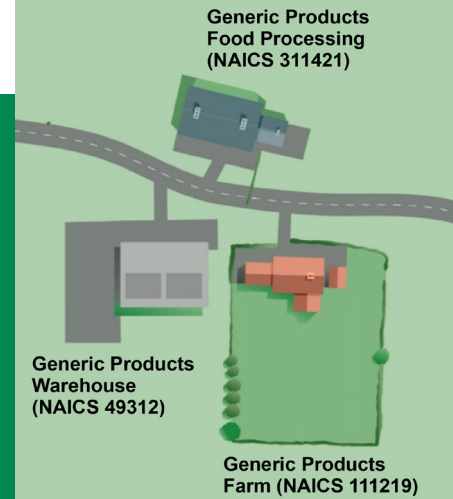 Generic Products
Food Processing
(NAICS 311421)
Generic Products
Warehouse
(NAICS 49312)
Generic Products
Farm (NAICS 111219)